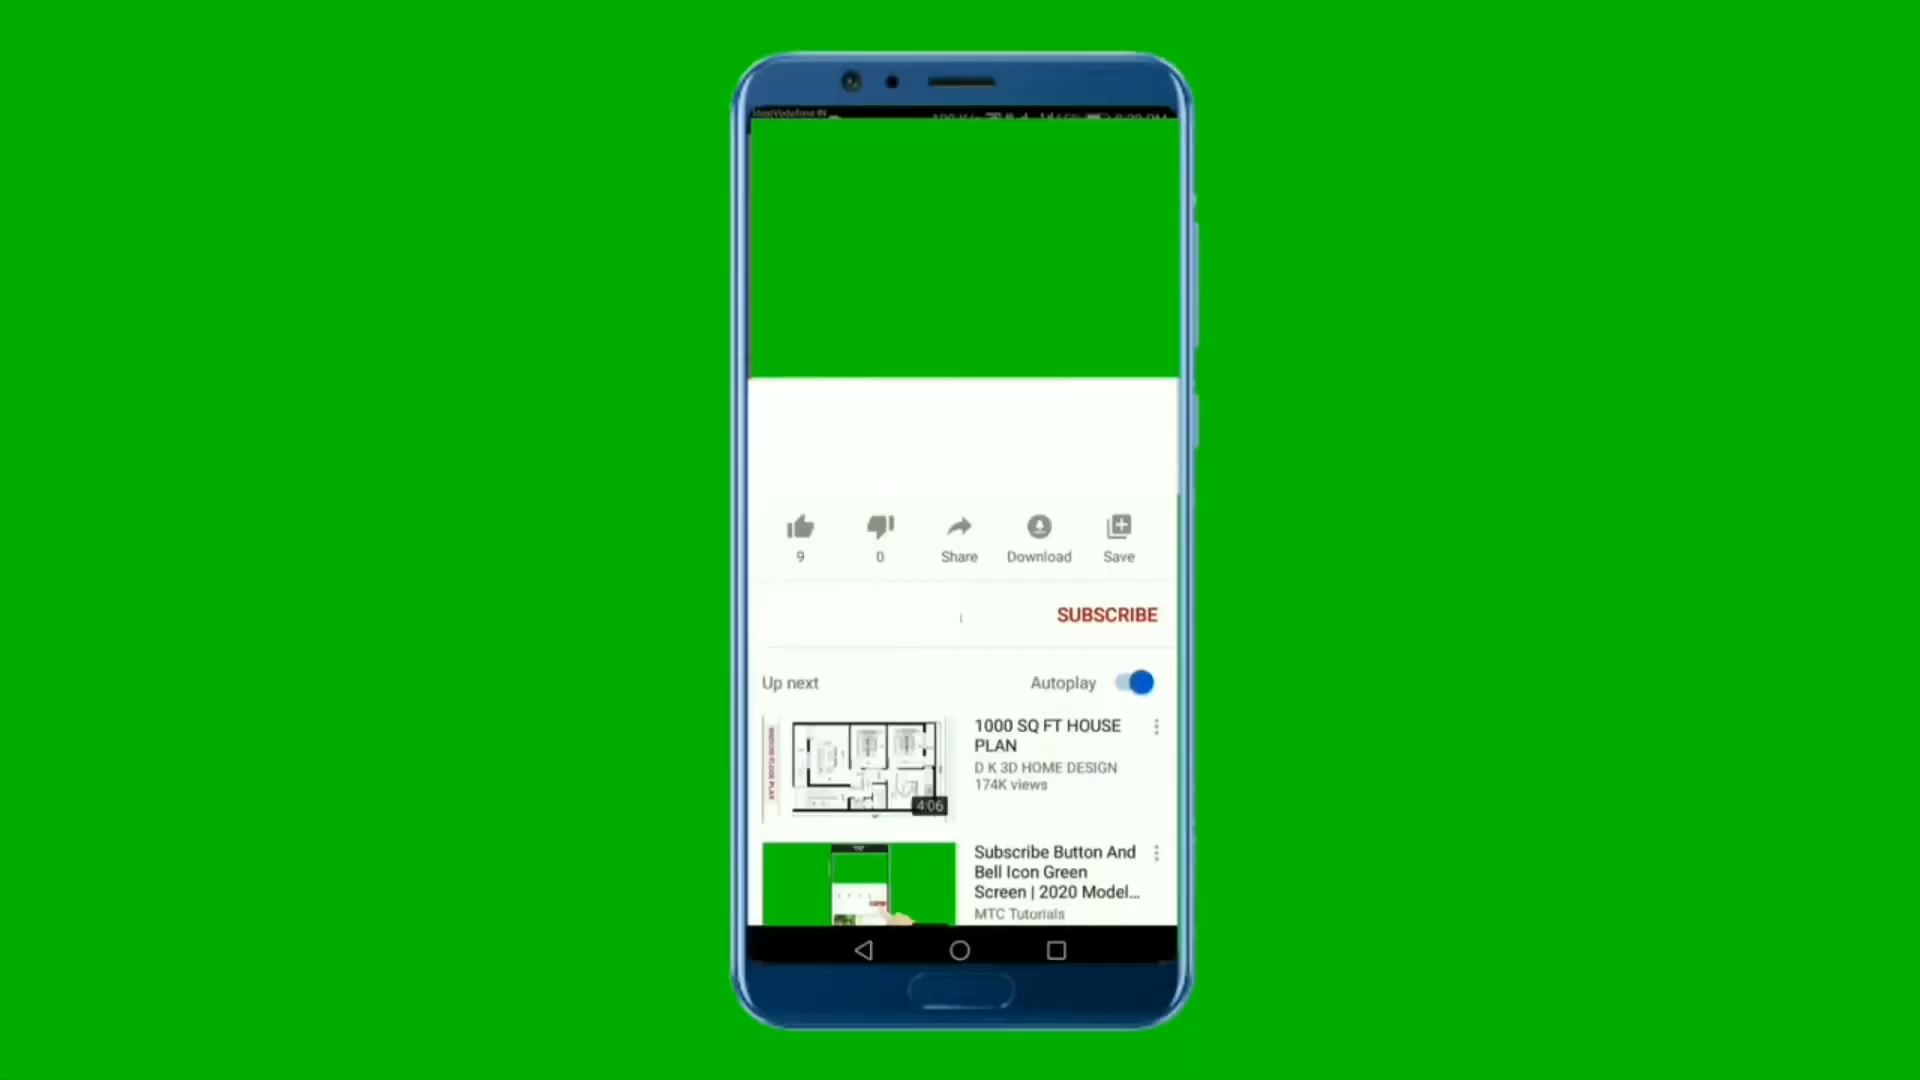 9
0
Share
Download
Save
SUBSCRIBE
Up next
Autoplay
1000 SQ FT HOUSE
PLAN
D K 3D HOME DESIGN
174K views
4:06
Subscribe Button And
Bell Icon Green
Screen | 2020 Model...
MTC Tutorials